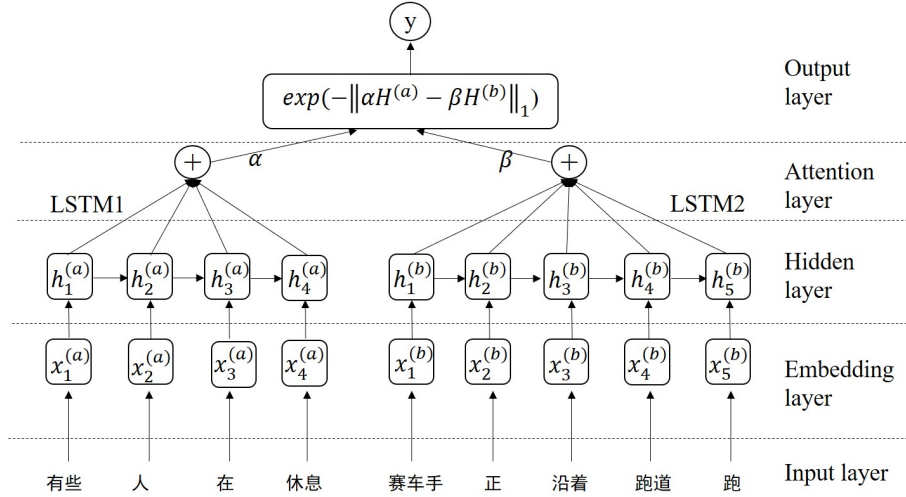 y
Output layer
exp(-‖αH^(a) - βH^(b)‖_1)
+ α β +
Attention layer
LSTM1 LSTM2
h_1^(a) h_2^(a) h_3^(a) h_4^(a) h_1^(b) h_2^(b) h_3^(b) h_4^(b) h_5^(b)
Hidden layer
x_1^(a) x_2^(a) x_3^(a) x_4^(a) x_1^(b) x_2^(b) x_3^(b) x_4^(b) x_5^(b)
Embedding layer
有些 人 在 休息 赛车手 正 沿着 跑道 跑
Input layer